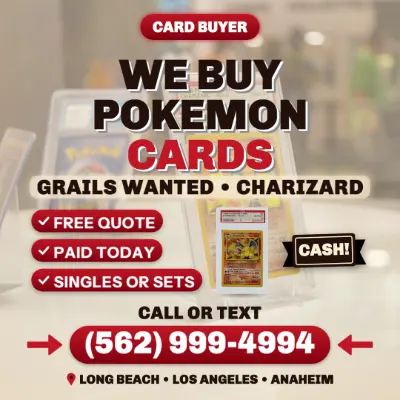 CARD BUYER
WE BUY
POKEMON
CARDS
GRAILS WANTED • CHARIZARD
FREE QUOTE
PAID TODAY
SINGLES OR SETS
CASH!
CALL OR TEXT
(562) 999-4994
LONG BEACH • LOS ANGELES • ANAHEIM